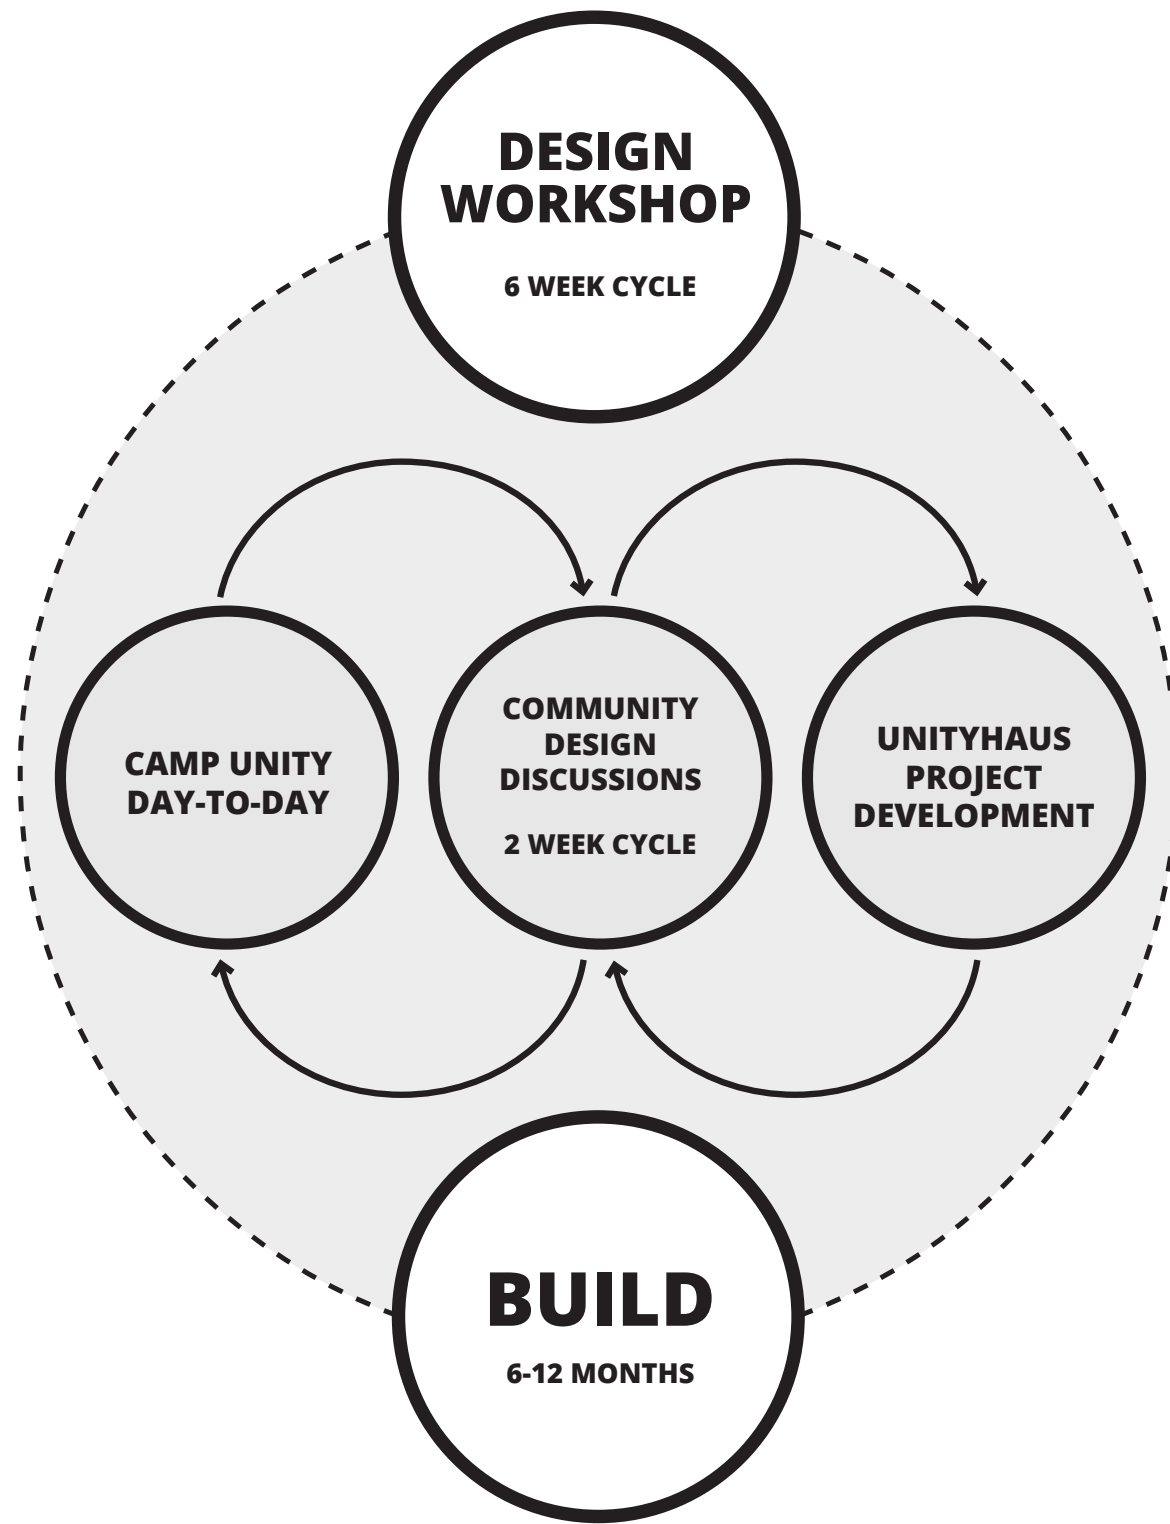 DESIGN
WORKSHOP
6 WEEK CYCLE
CAMP UNITY
DAY-TO-DAY
COMMUNITY
DESIGN
DISCUSSIONS
2 WEEK CYCLE
UNITYHAUS
PROJECT
DEVELOPMENT
BUILD
6-12 MONTHS